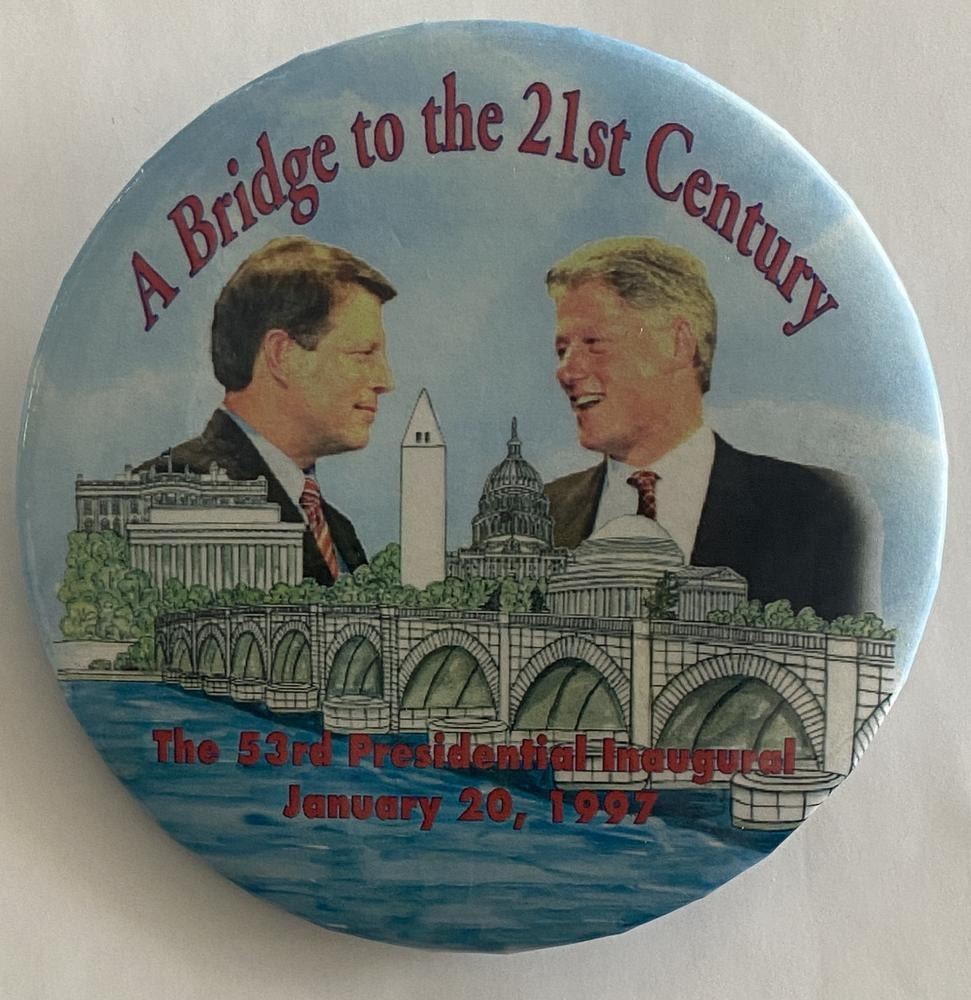 A Bridge to the 21st Century
The 53rd Presidential Inaugural
January 20, 1997